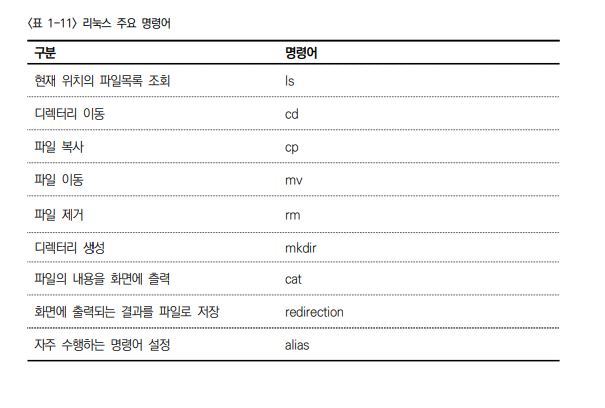 <표 1-11> 리눅스 주요 명령어
구분 명령어
현재 위치의 파일목록 조회 ls
디렉터리 이동 cd
파일 복사 cp
파일 이동 mv
파일 제거 rm
디렉터리 생성 mkdir
파일의 내용을 화면에 츨력 cat
화면에 출력되는 결과를 파일로 저장 redirection
자주 수행하는 명령어 설정 alias